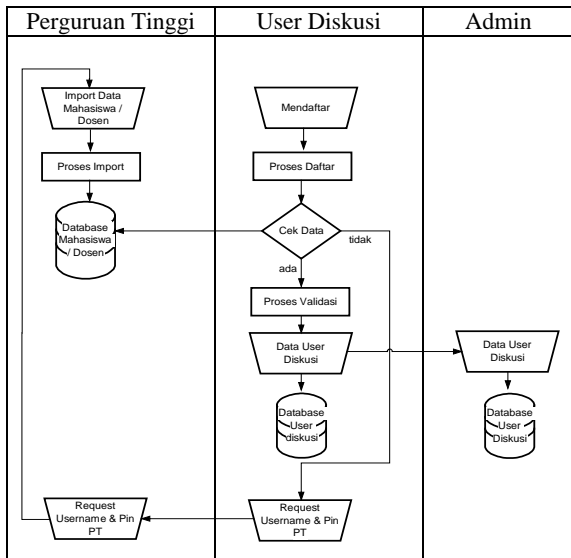 Perguruan Tinggi
User Diskusi
Admin
Import Data
Mahasiswa /
Dosen
Proses Import
Database
Mahasiswa
/ Dosen
Mendaftar
Proses Daftar
Cek Data
tidak
ada
Proses Validasi
Data User
Diskusi
Database
User
diskusi
Data User
Diskusi
Database
User
Diskusi
Request
Username & Pin
PT
Request
Username & Pin
PT